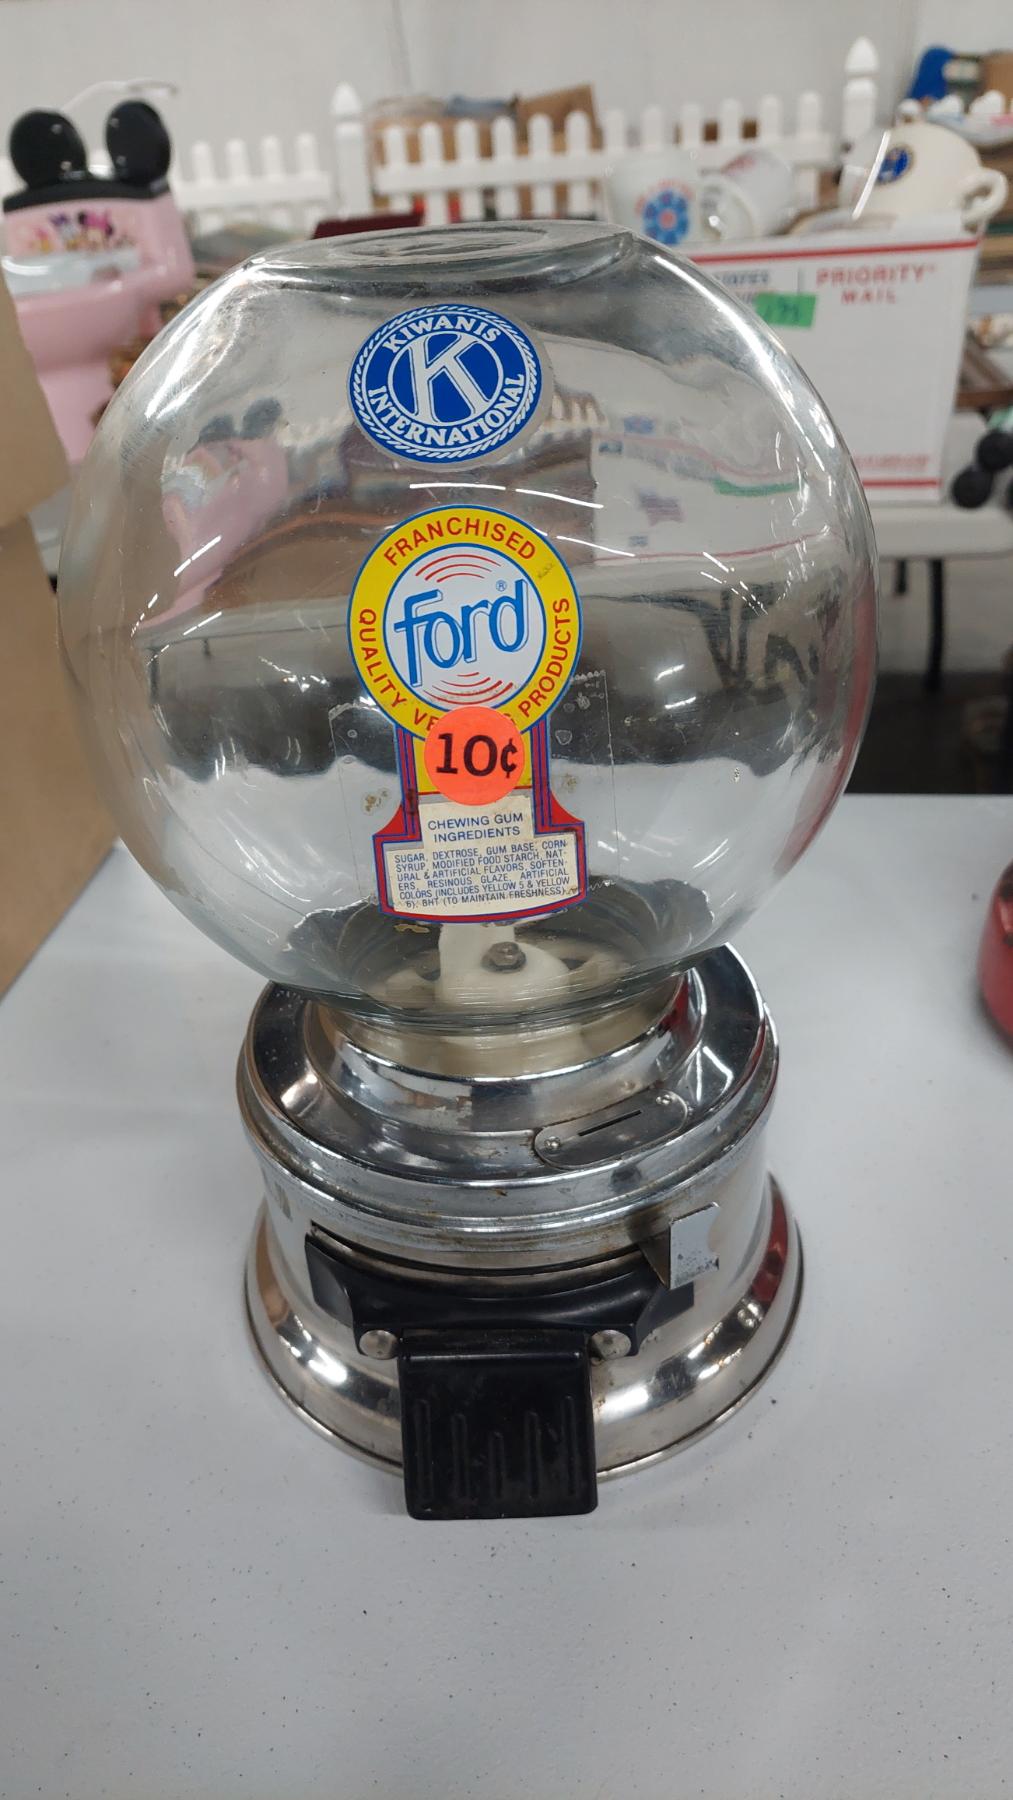 PRIORITY®
MAIL
KIWANIS
K
INTERNATIONAL
FRANCHISED
Ford®
QUALITY PRODUCTS
10¢
CHEWING GUM
INGREDIENTS
SUGAR, DEXTROSE, GUM BASE, CORN
SYRUP, MODIFIED FOOD STARCH, NAT-
URAL & ARTIFICIAL FLAVORS, SOFTEN-
ERS, RESINOUS GLAZE, ARTIFICIAL
COLORS (INCLUDES YELLOW 5 & YELLOW
6), BHT (TO MAINTAIN FRESHNESS).